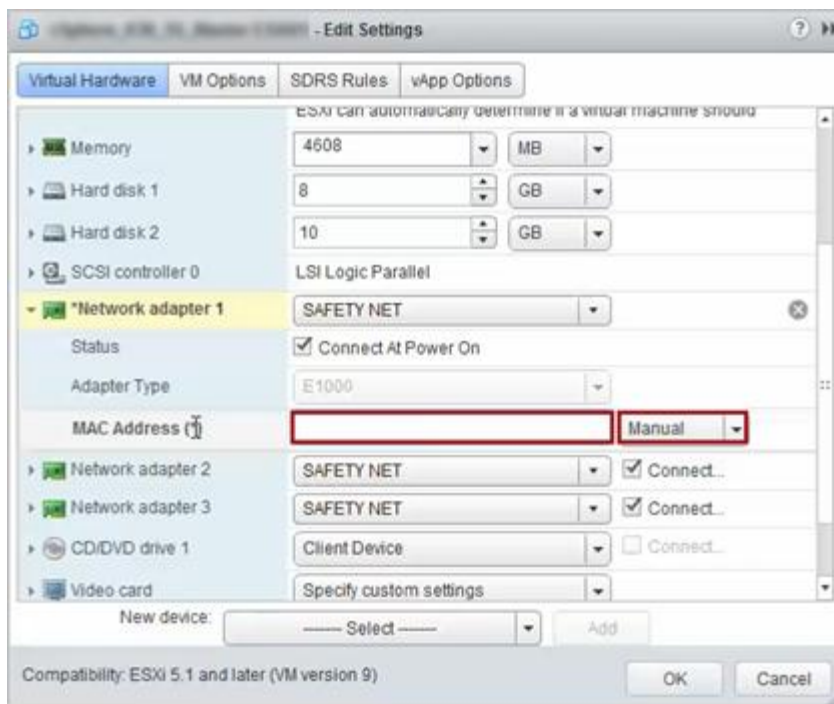 - Edit Settings
Virtual Hardware VM Options SDRS Rules vApp Options
ESXi can automatically determine if a virtual machine should
Memory 4608 MB
Hard disk 1 8 GB
Hard disk 2 10 GB
SCSI controller 0 LSI Logic Parallel
*Network adapter 1 SAFETY NET
Status Connect At Power On
Adapter Type E1000
MAC Address (*) Manual
Network adapter 2 SAFETY NET Connect...
Network adapter 3 SAFETY NET Connect...
CD/DVD drive 1 Client Device Connect...
Video card Specify custom settings
New device: ------- Select ------- Add
Compatibility: ESXi 5.1 and later (VM version 9) OK Cancel